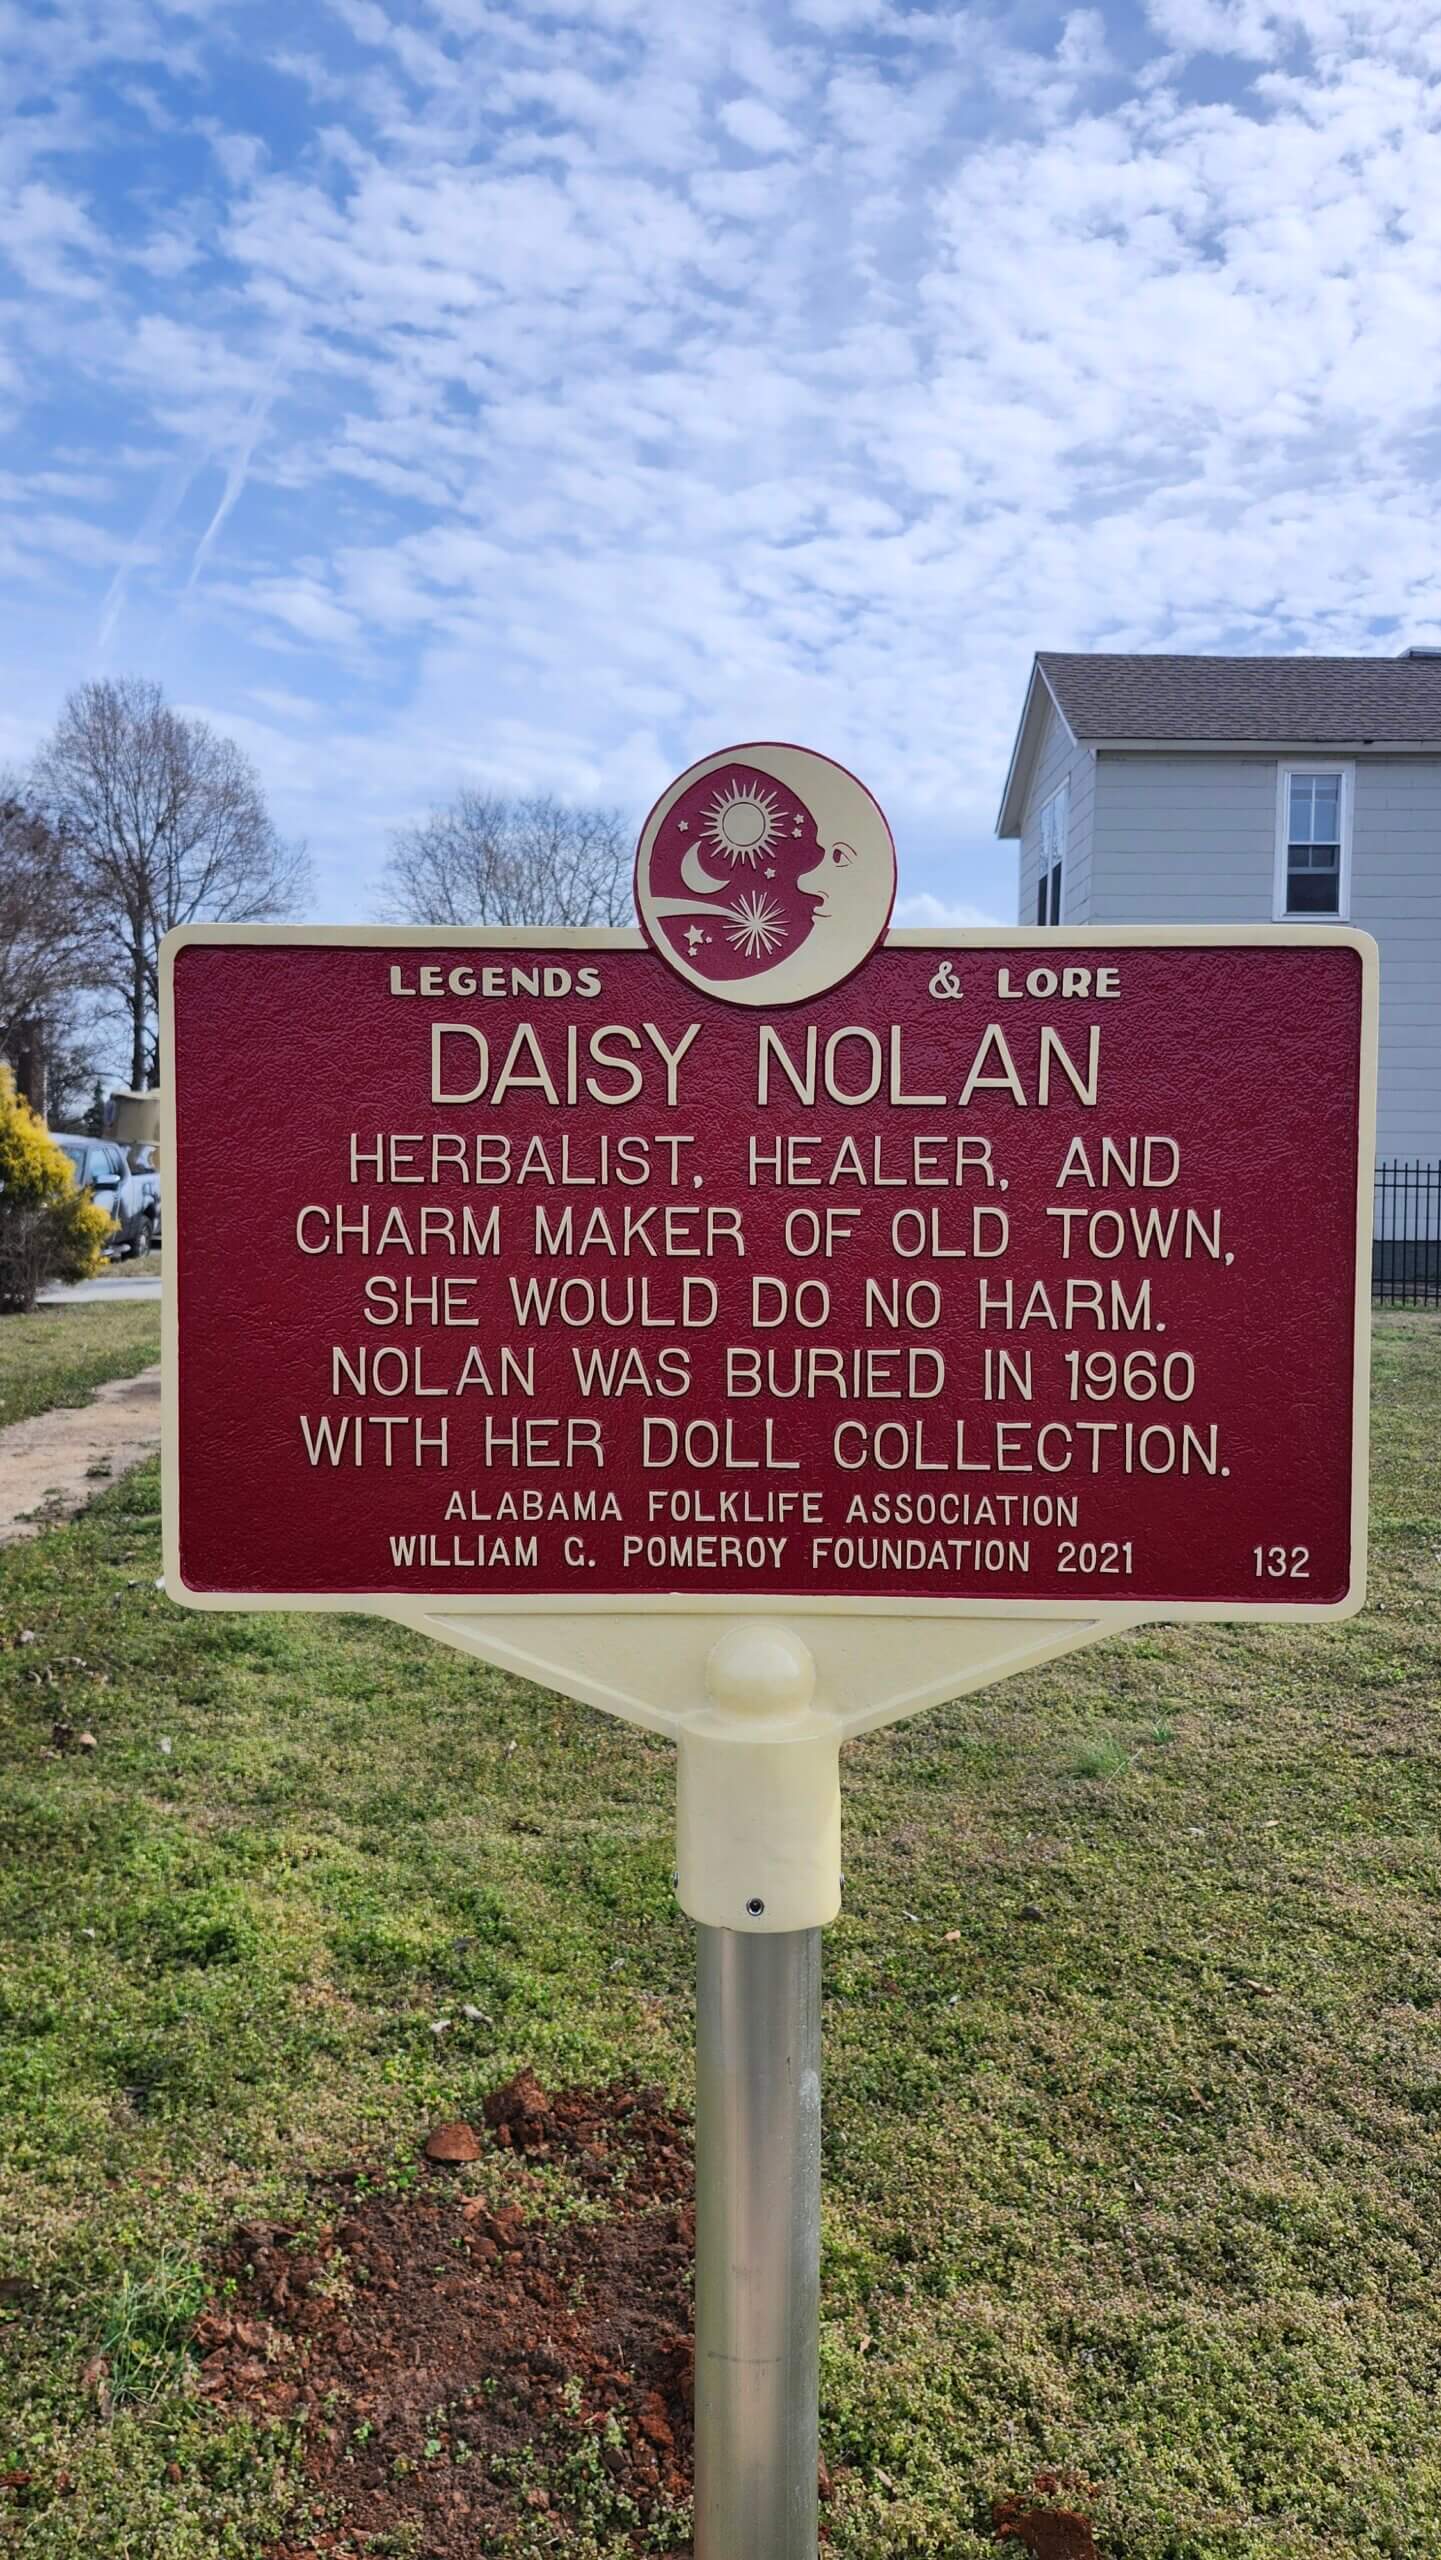 LEGENDS & LORE
DAISY NOLAN
HERBALIST, HEALER, AND
CHARM MAKER OF OLD TOWN,
SHE WOULD DO NO HARM.
NOLAN WAS BURIED IN 1960
WITH HER DOLL COLLECTION.
ALABAMA FOLKLIFE ASSOCIATION
WILLIAM G. POMEROY FOUNDATION 2021 132